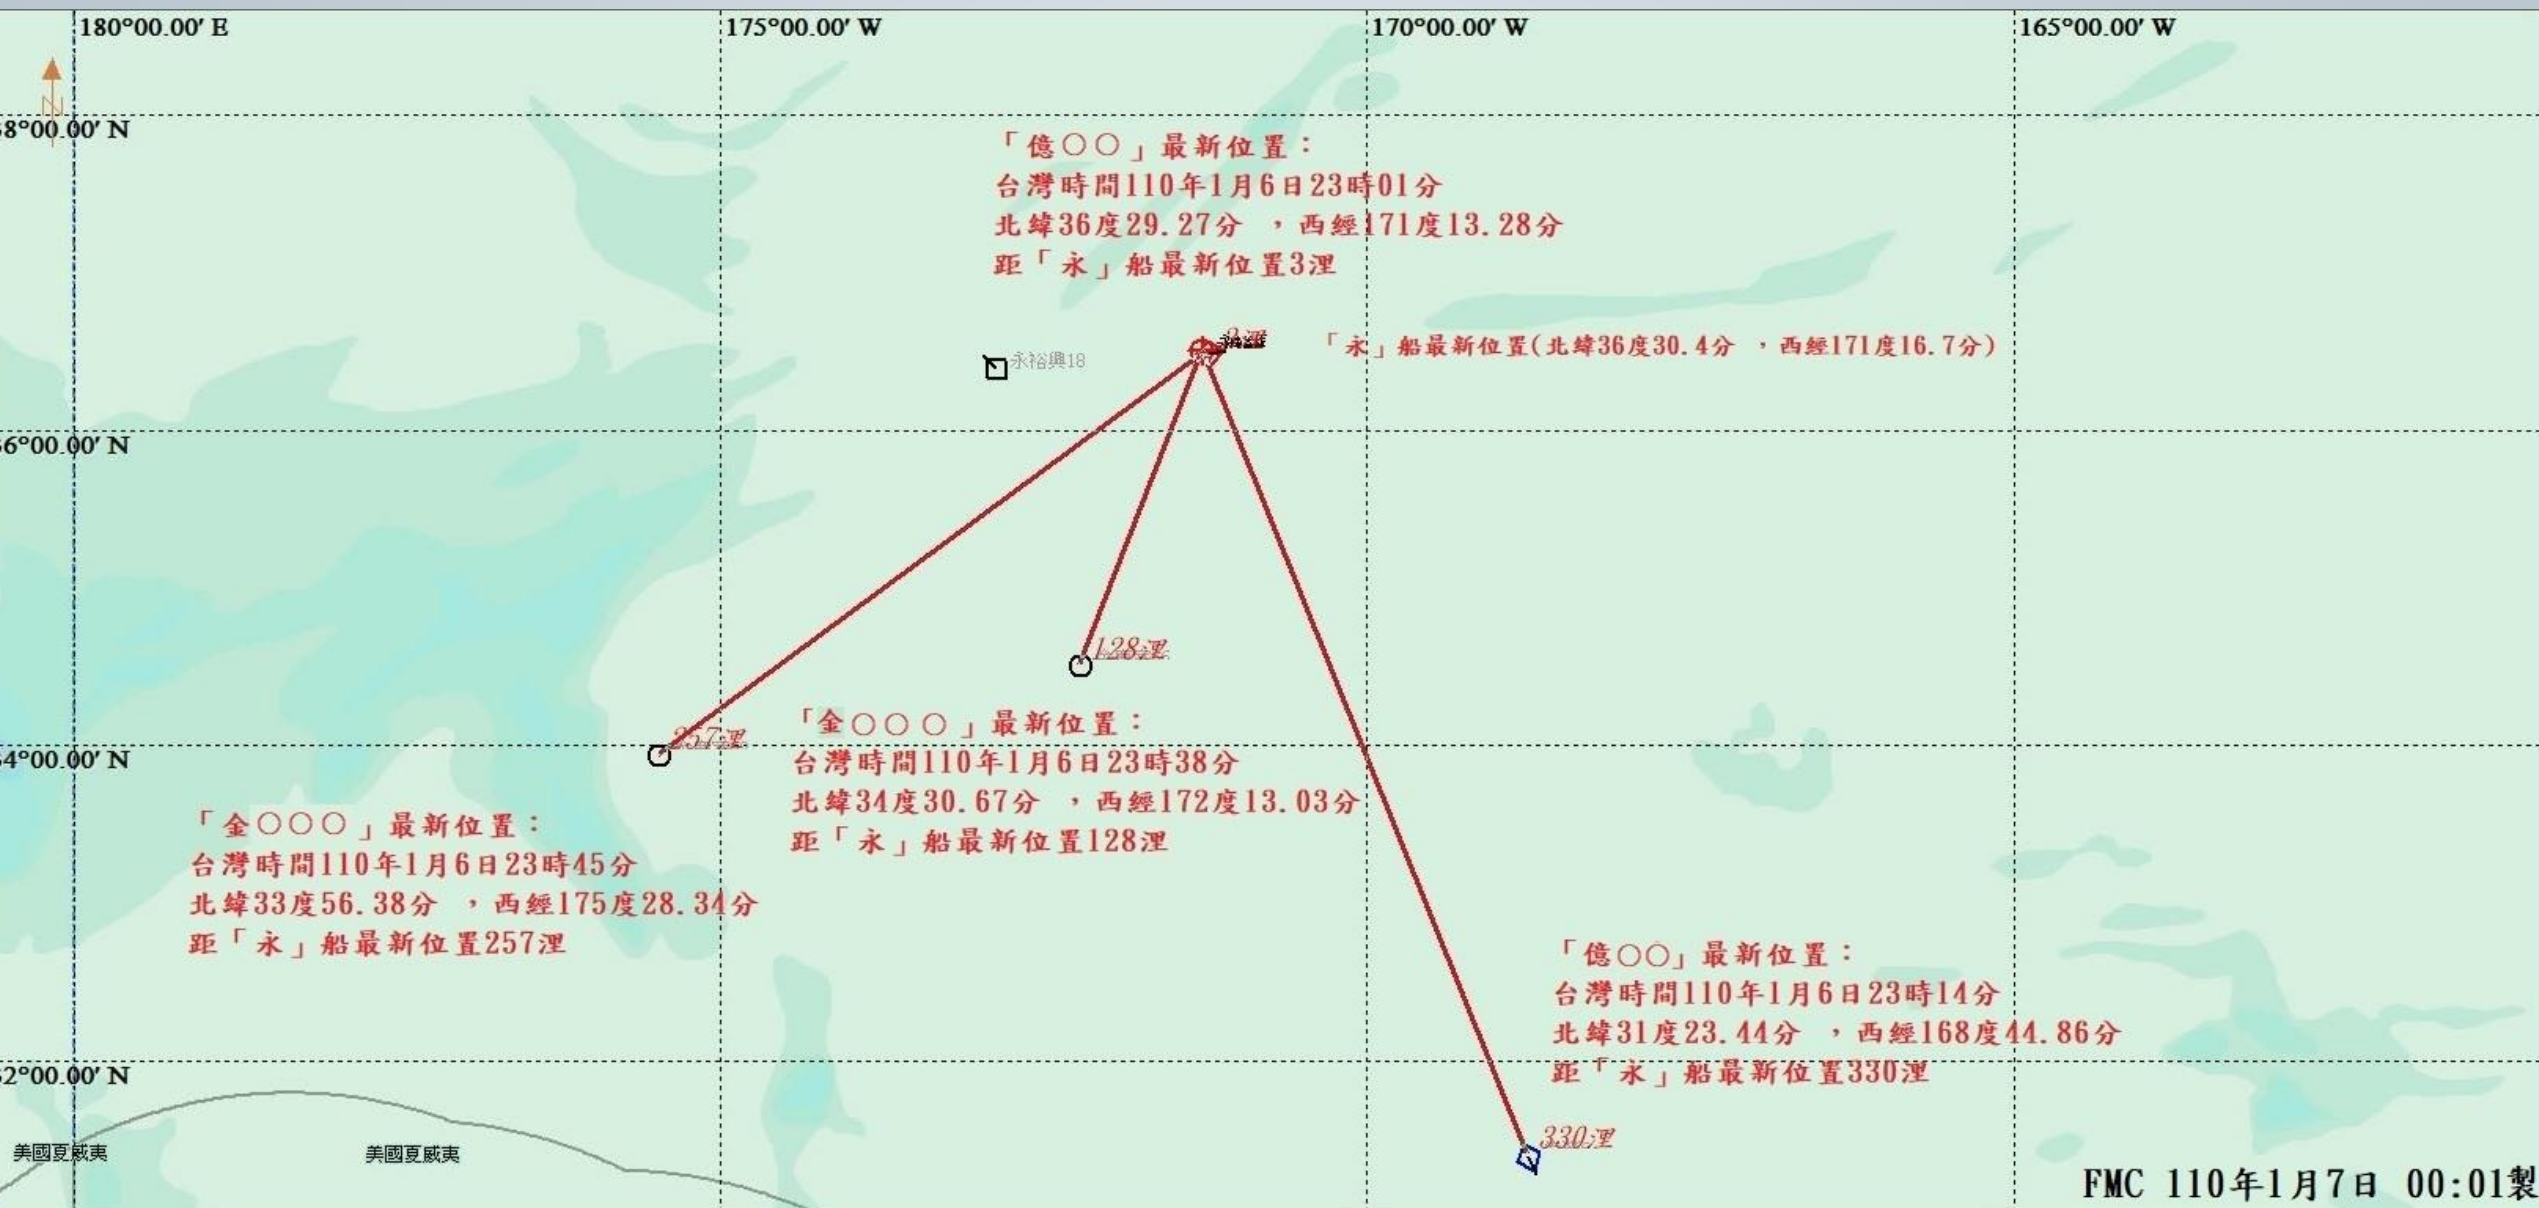 180°00.00′ E
175°00.00′ W
170°00.00′ W
165°00.00′ W
N
8°00.00′ N
「億○○」最新位置：
台灣時間110年1月6日23時01分
北緯36度29.27分 ，西經171度13.28分
距「永」船最新位置3浬
3浬
「永」船最新位置(北緯36度30.4分 ，西經171度16.7分)
永裕興18
6°00.00′ N
128浬
257浬
「金○○○」最新位置：
台灣時間110年1月6日23時38分
北緯34度30.67分 ，西經172度13.03分
距「永」船最新位置128浬
4°00.00′ N
「金○○○」最新位置：
台灣時間110年1月6日23時45分
北緯33度56.38分 ，西經175度28.34分
距「永」船最新位置257浬
「億○○」最新位置：
台灣時間110年1月6日23時14分
北緯31度23.44分 ，西經168度44.86分
距「永」船最新位置330浬
2°00.00′ N
330浬
美國夏威夷
美國夏威夷
FMC 110年1月7日 00:01製